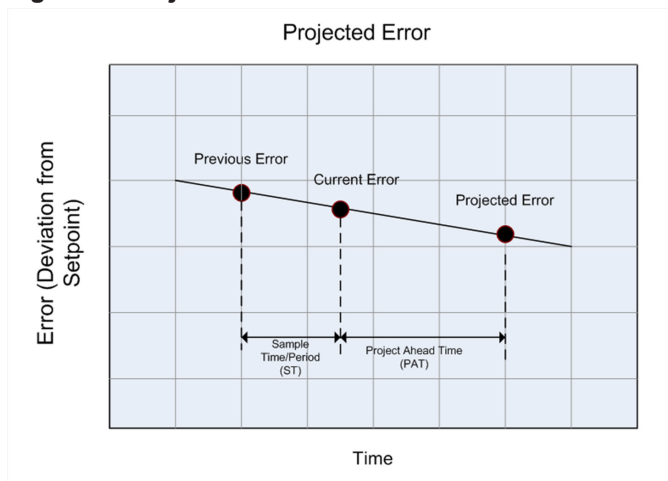 Projected Error
Previous Error
Current Error
Projected Error
Error (Deviation from
Setpoint)
Sample
Time/Period
(ST)
Project Ahead Time
(PAT)
Time